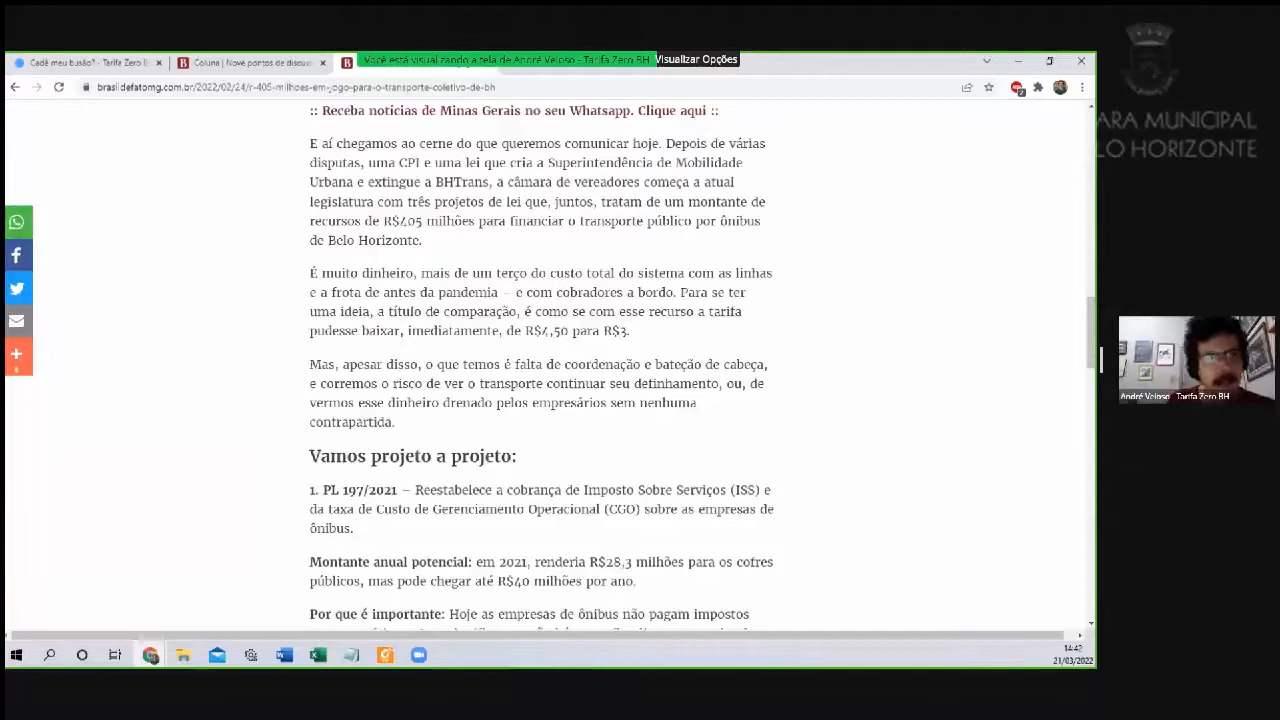 Cadê meu busão? - Tarifa Zero B
Coluna | Nove pontos de discus
Você está visualizando a tela de André Veloso - Tarifa Zero BH
Visualizar Opções
brasildefatomg.com.br/2022/02/24/r-405-milhoes-em-jogo-para-o-transporte-coletivo-de-bh
:: Receba notícias de Minas Gerais no seu Whatsapp. Clique aqui ::
ARA MUNICIPAL
LO HORIZONTE
E aí chegamos ao cerne do que queremos comunicar hoje. Depois de várias
disputas, uma CPI e uma lei que cria a Superintendência de Mobilidade
Urbana e extingue a BHTrans, a câmara de vereadores começa a atual
legislatura com três projetos de lei que, juntos, tratam de um montante de
recursos de R$405 milhões para financiar o transporte público por ônibus
de Belo Horizonte.
É muito dinheiro, mais de um terço do custo total do sistema com as linhas
e a frota de antes da pandemia – e com cobradores a bordo. Para se ter
uma ideia, a título de comparação, é como se com esse recurso a tarifa
pudesse baixar, imediatamente, de R$4,50 para R$3.
Mas, apesar disso, o que temos é falta de coordenação e bateção de cabeça,
e corremos o risco de ver o transporte continuar seu definhamento, ou, de
vermos esse dinheiro drenado pelos empresários sem nenhuma
contrapartida.
André Veloso - Tarifa Zero BH
Vamos projeto a projeto:
1. PL 197/2021 – Reestabelece a cobrança de Imposto Sobre Serviços (ISS) e
da taxa de Custo de Gerenciamento Operacional (CGO) sobre as empresas de
ônibus.
Montante anual potencial: em 2021, renderia R$28,3 milhões para os cofres
públicos, mas pode chegar até R$40 milhões por ano.
Por que é importante: Hoje as empresas de ônibus não pagam impostos
14:42
21/03/2022